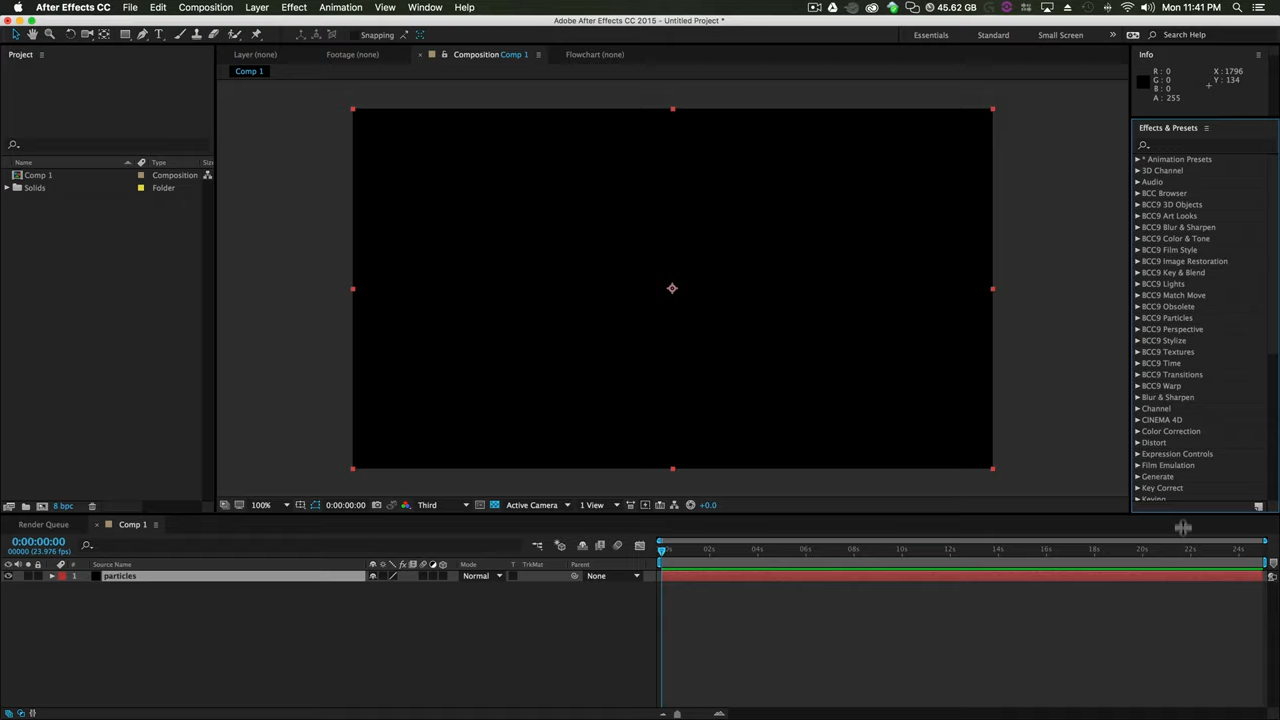 After Effects CC File Edit Composition Layer Effect Animation View Window Help 45.62 GB Mon 11:41 PM
Adobe After Effects CC 2015 - Untitled Project *
Snapping Essentials Standard Small Screen >> Search Help
Project Layer (none) Footage (none) × Composition Comp 1 Flowchart (none) Info
Comp 1
R : 0 X : 1796
G : 0 Y : 134
B : 0
A : 255
Effects & Presets
Name Type Size
Comp 1 Composition
Solids Folder
* Animation Presets
3D Channel
Audio
BCC Browser
BCC9 3D Objects
BCC9 Art Looks
BCC9 Blur & Sharpen
BCC9 Color & Tone
BCC9 Film Style
BCC9 Image Restoration
BCC9 Key & Blend
BCC9 Lights
BCC9 Match Move
BCC9 Obsolete
BCC9 Particles
BCC9 Perspective
BCC9 Stylize
BCC9 Textures
BCC9 Time
BCC9 Transitions
BCC9 Warp
Blur & Sharpen
Channel
CINEMA 4D
Color Correction
Distort
Expression Controls
Film Emulation
Generate
Key Correct
Keying
8 bpc 100% 0:00:00:00 Third Active Camera 1 View +0.0
Render Queue × Comp 1
0:00:00:00
00000 (23.976 fps)
02s 04s 06s 08s 10s 12s 14s 16s 18s 20s 22s 24s
# Source Name Mode T TrkMat Parent
1 particles Normal None